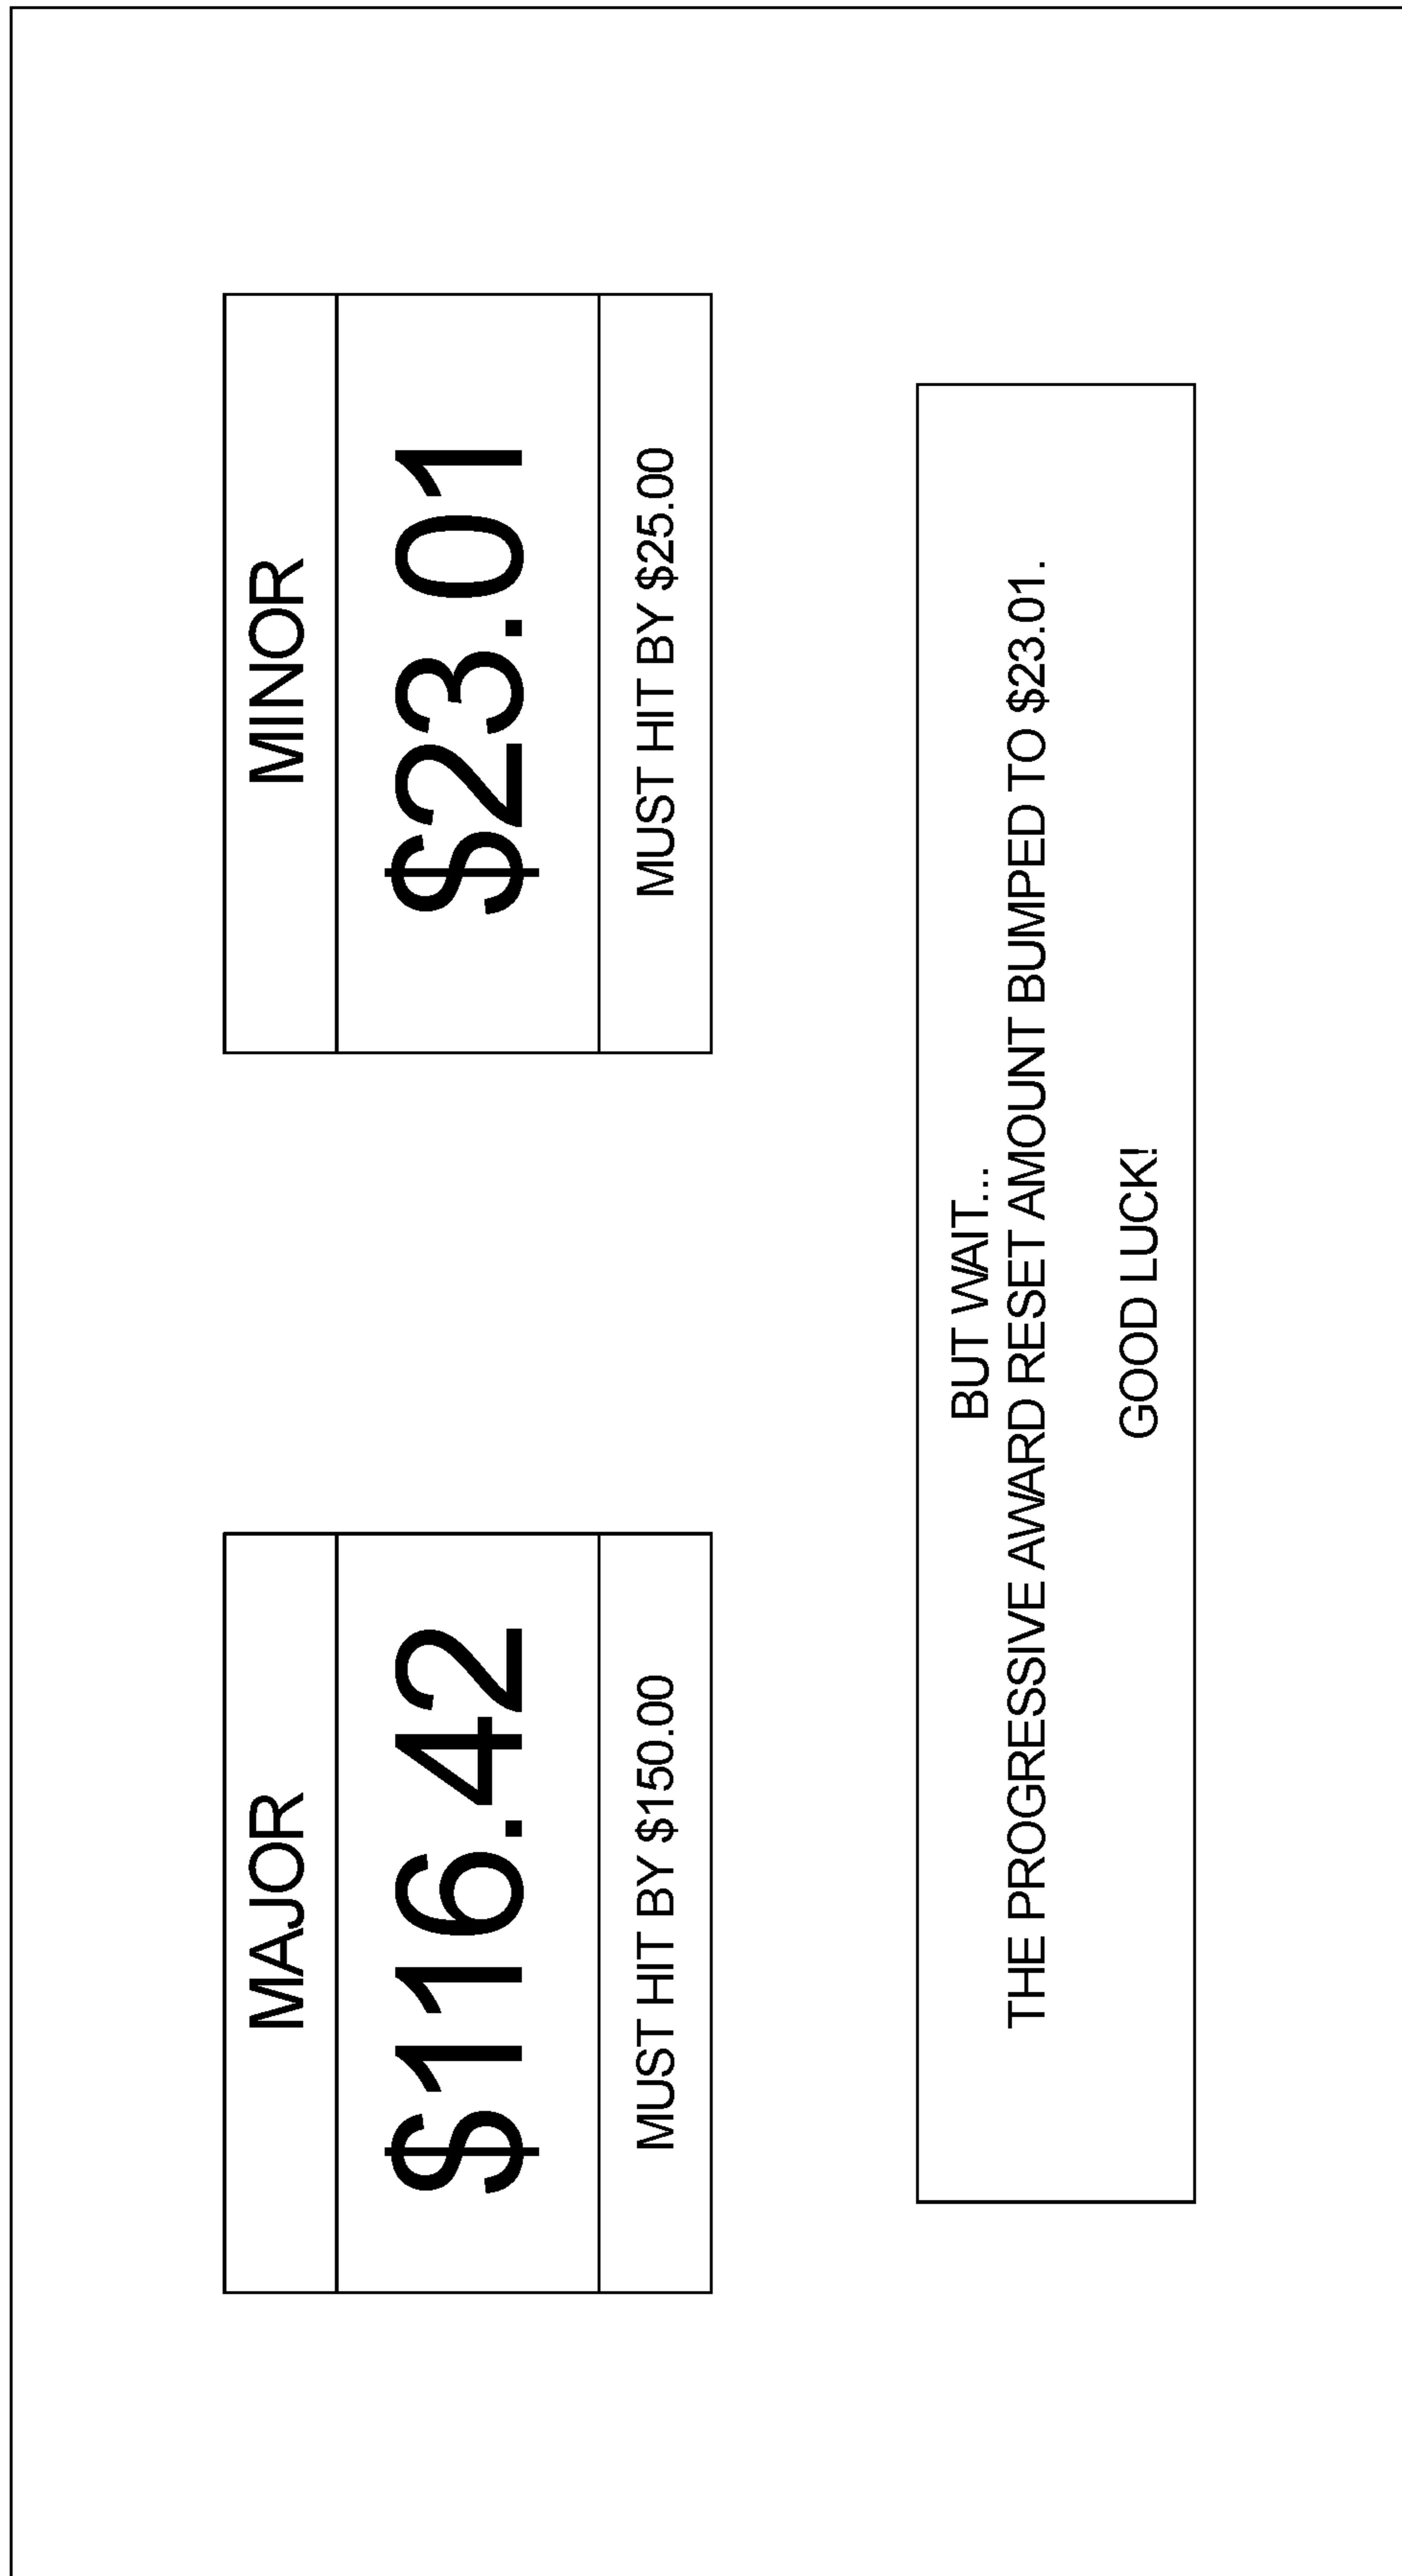 MAJOR
$116.42
MUST HIT BY $150.00
MINOR
$23.01
MUST HIT BY $25.00
BUT WAIT...
THE PROGRESSIVE AWARD RESET AMOUNT BUMPED TO $23.01.
GOOD LUCK!